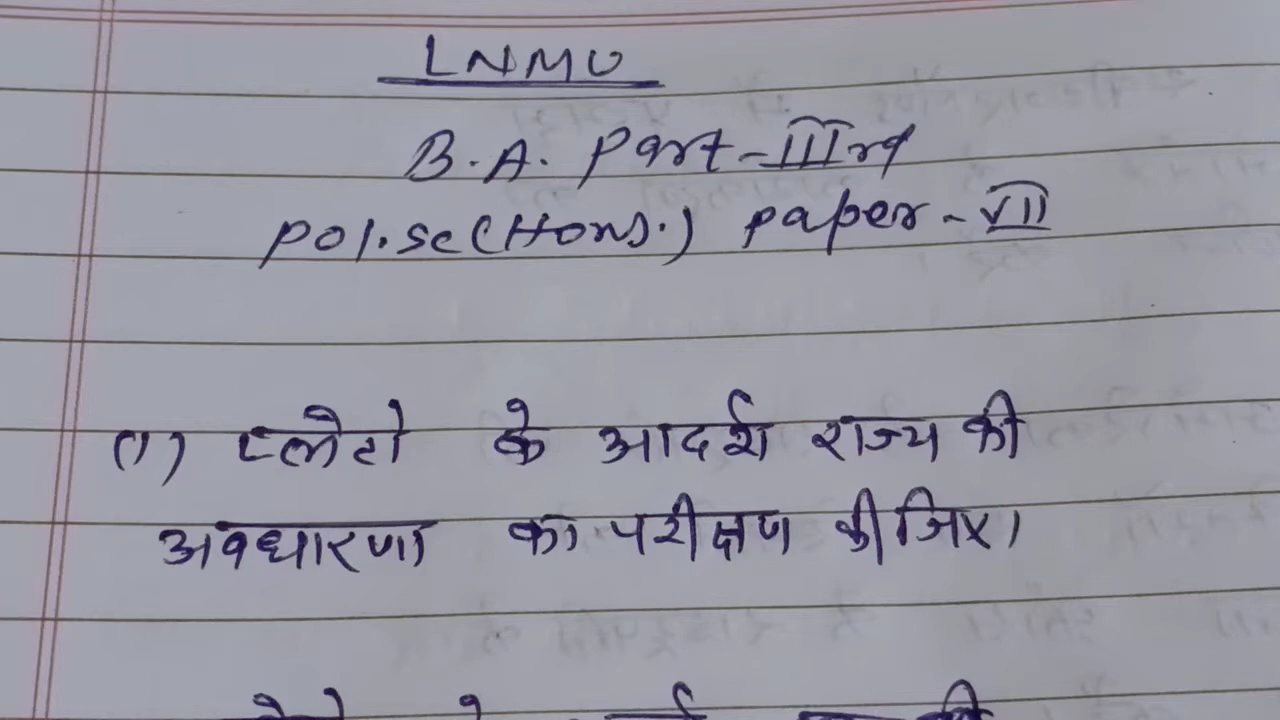 LNMU
B.A. Part-IIIrd
pol.sc(Hons.) paper-VII
(1) प्लेटो के आदर्श राज्य की
अवधारणा का परीक्षण कीजिए।